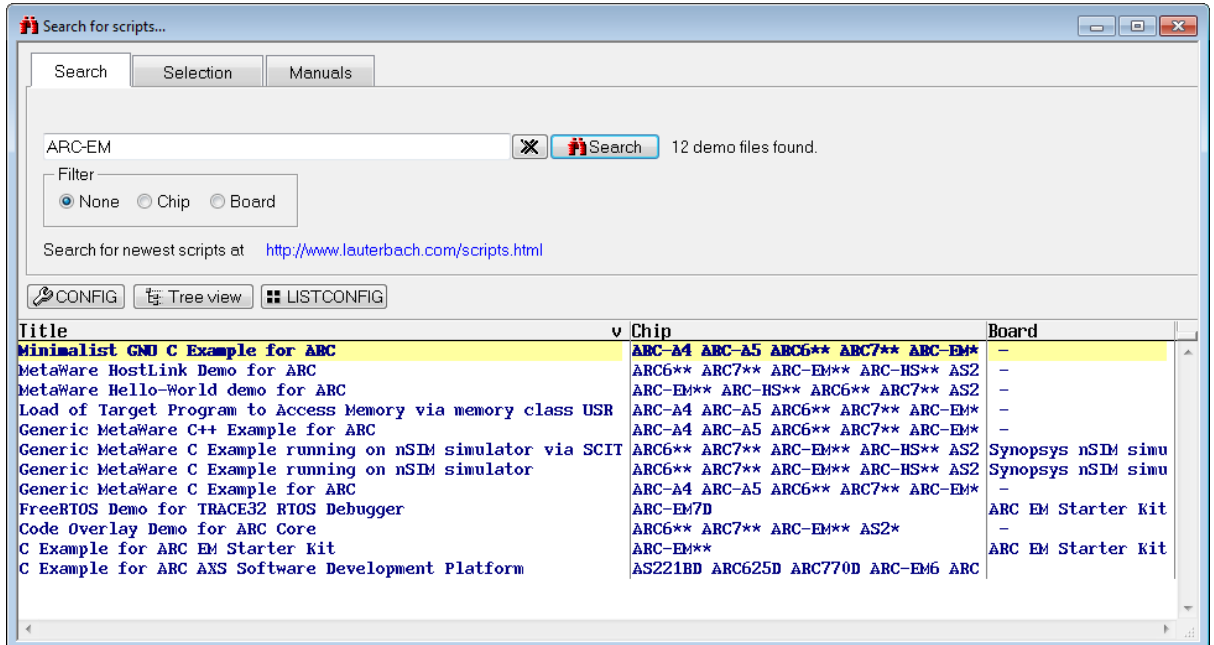 Search for scripts...
Search Selection Manuals
ARC-EM Search 12 demo files found.
Filter
None Chip Board
Search for newest scripts at http://www.lauterbach.com/scripts.html
CONFIG Tree view LISTCONFIG
Title v Chip Board
Minimalist GNU C Example for ARC ARC-A4 ARC-A5 ARC6** ARC7** ARC-EM* -
MetaWare HostLink Demo for ARC ARC6** ARC7** ARC-EM** ARC-HS** AS2 -
MetaWare Hello-World demo for ARC ARC-EM** ARC-HS** ARC6** ARC7** AS2 -
Load of Target Program to Access Memory via memory class USR ARC-A4 ARC-A5 ARC6** ARC7** ARC-EM* -
Generic MetaWare C++ Example for ARC ARC-A4 ARC-A5 ARC6** ARC7** ARC-EM* -
Generic MetaWare C Example running on nSIM simulator via SCIT ARC6** ARC7** ARC-EM** ARC-HS** AS2 Synopsys nSIM simu
Generic MetaWare C Example running on nSIM simulator ARC6** ARC7** ARC-EM** ARC-HS** AS2 Synopsys nSIM simu
Generic MetaWare C Example for ARC ARC-A4 ARC-A5 ARC6** ARC7** ARC-EM* -
FreeRTOS Demo for TRACE32 RTOS Debugger ARC-EM7D ARC EM Starter Kit
Code Overlay Demo for ARC Core ARC6** ARC7** ARC-EM** AS2* -
C Example for ARC EM Starter Kit ARC-EM** ARC EM Starter Kit
C Example for ARC AXS Software Development Platform AS221BD ARC625D ARC770D ARC-EM6 ARC